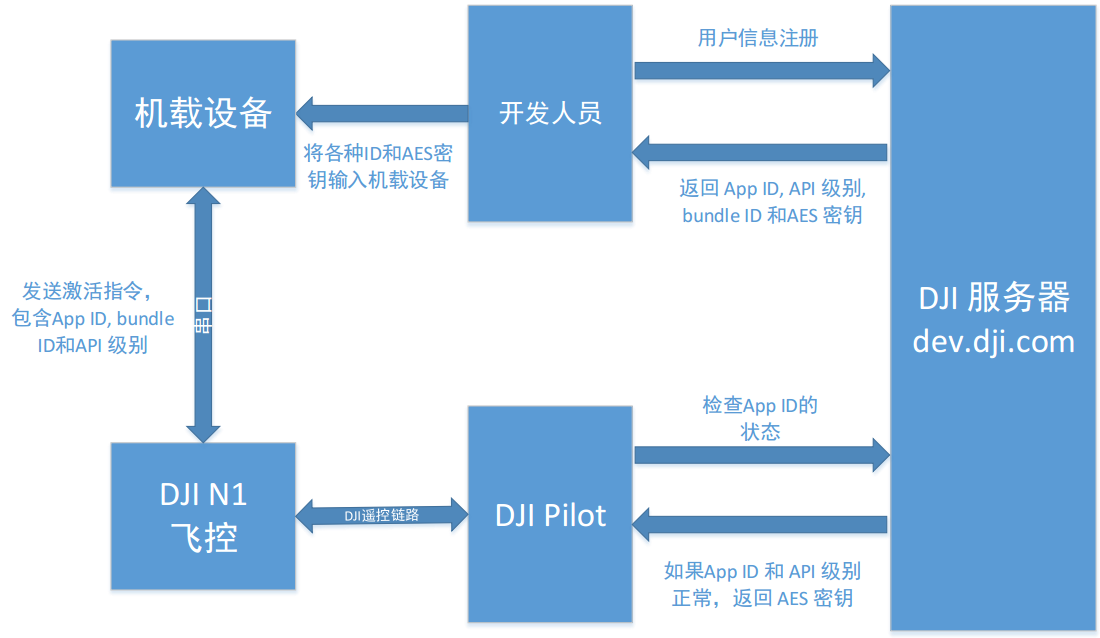 用户信息注册
机载设备
开发人员
将各种ID和AES密
钥输入机载设备
返回 App ID, API 级别,
bundle ID 和AES 密钥
发送激活指令，
包含App ID, bundle
ID和API 级别
串口
DJI 服务器
dev.dji.com
检查App ID的
状态
DJI N1
飞控
DJI遥控链路
DJI Pilot
如果App ID 和 API 级别
正常，返回 AES 密钥